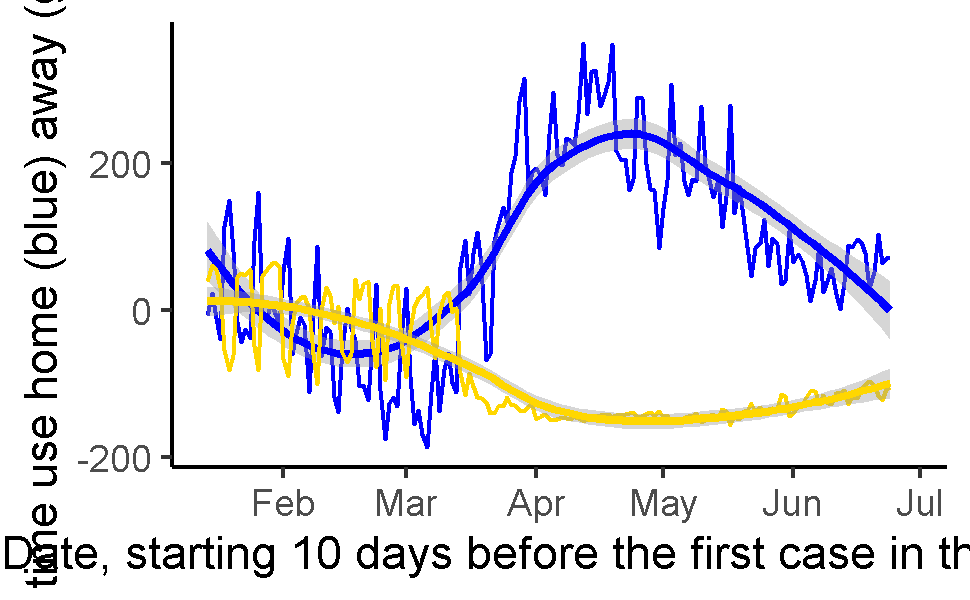 time use home (blue) away (
200
0
-200
Feb Mar Apr May Jun Jul
Date, starting 10 days before the first case in th